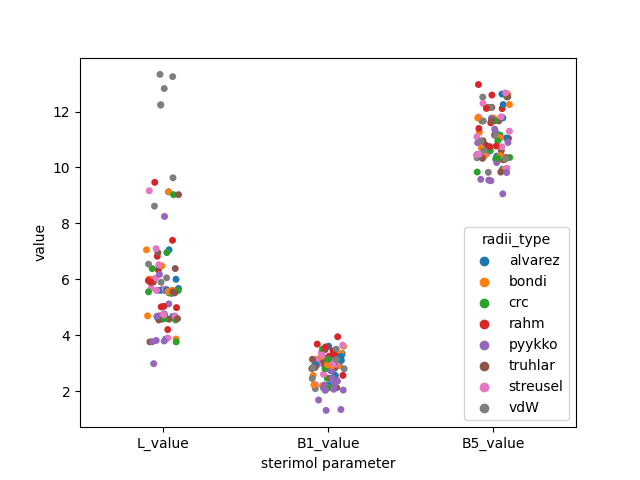 12
10
8
6
4
2
value
L_value
B1_value
B5_value
sterimol parameter
radii_type
alvarez
bondi
crc
rahm
pyykko
truhlar
streusel
vdW